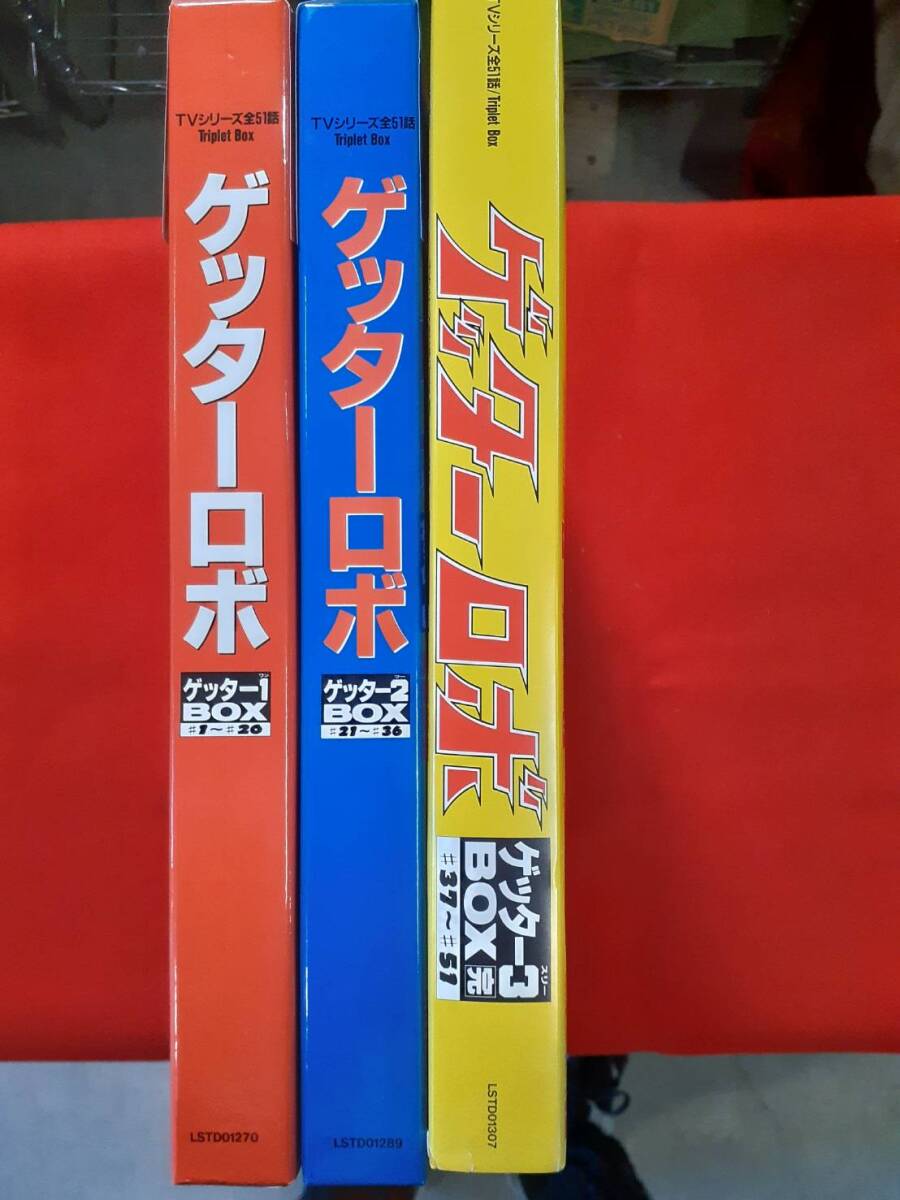 TVシリーズ全51話
Triplet Box
ゲッターロボ
ゲッター1
ワン
BOX
♯1〜♯20
LSTD01270
TVシリーズ全51話
Triplet Box
ゲッターロボ
ゲッター2
ツー
BOX
♯21〜♯36
LSTD01289
TVシリーズ全51話/Triplet Box
ゲッターロボ
ゲッター3
スリー
BOX 完
♯37〜♯51
LSTD01307